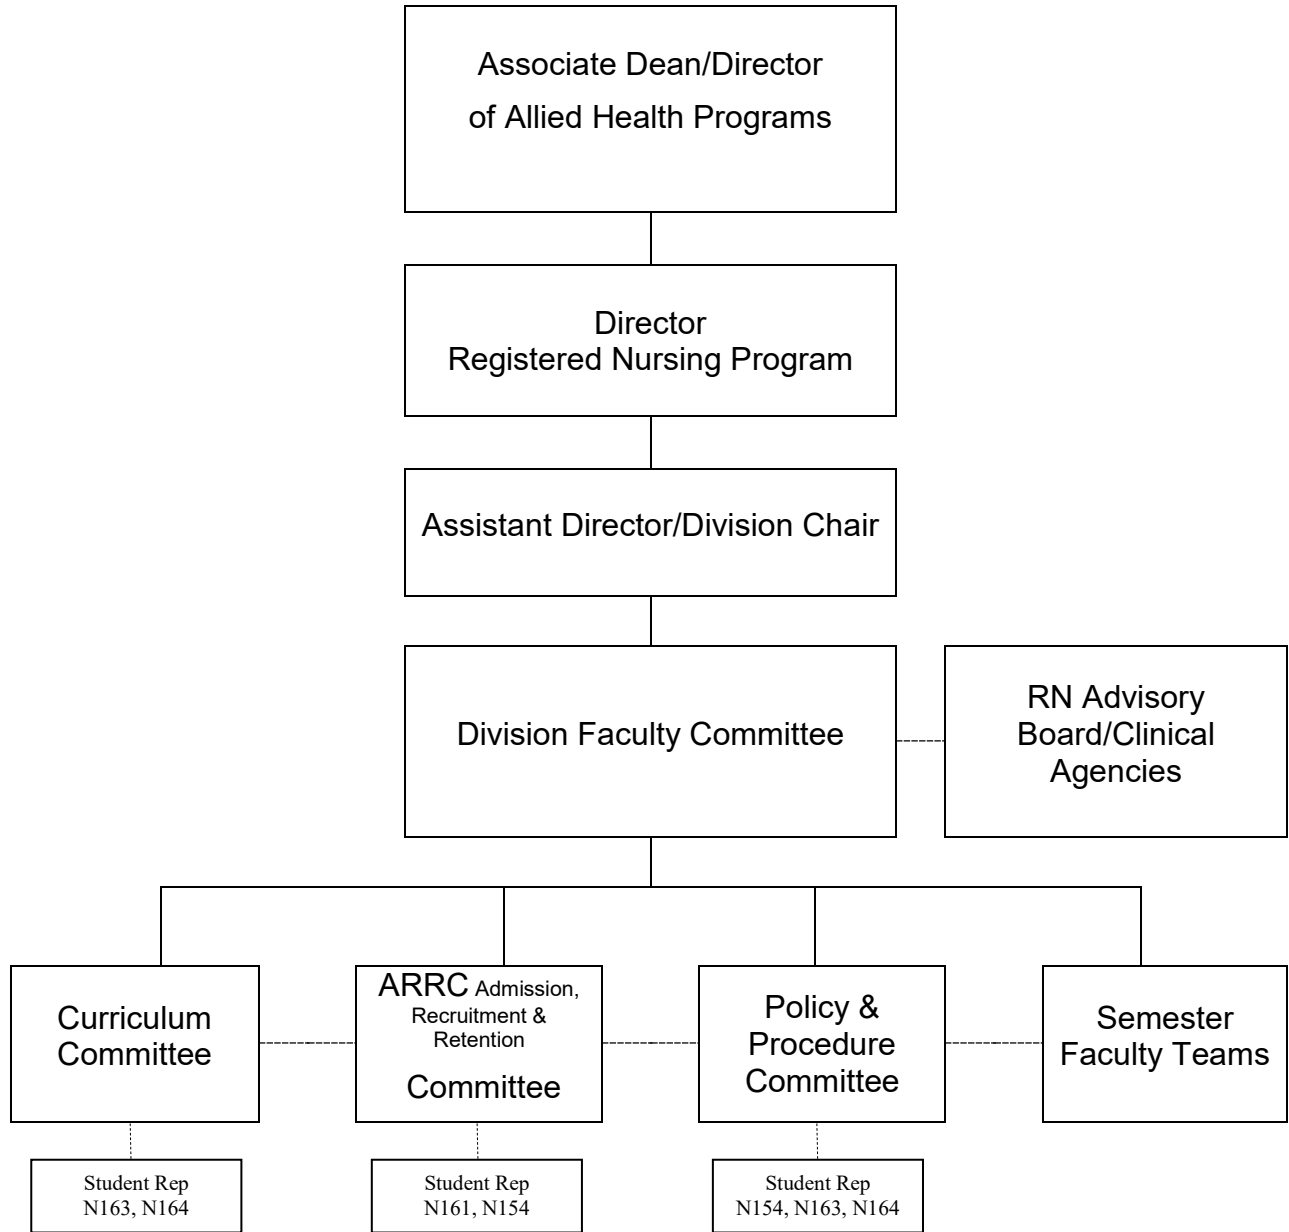 Associate Dean/Director
of Allied Health Programs
Director
Registered Nursing Program
Assistant Director/Division Chair
Division Faculty Committee
RN Advisory
Board/Clinical
Agencies
Curriculum
Committee
ARRC Admission,
Recruitment &
Retention
Committee
Policy &
Procedure
Committee
Semester
Faculty Teams
Student Rep
N163, N164
Student Rep
N161, N154
Student Rep
N154, N163, N164